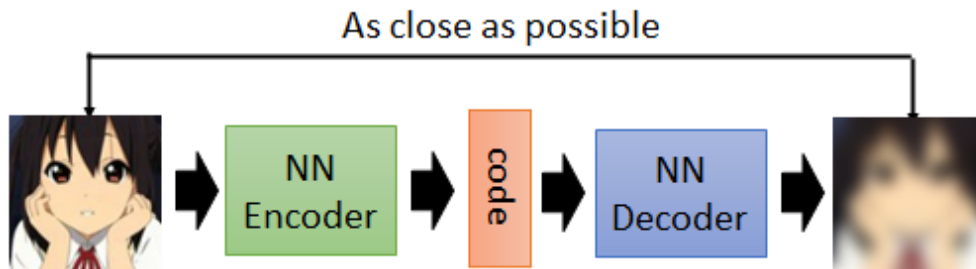 As close as possible
NN
Encoder
code
NN
Decoder